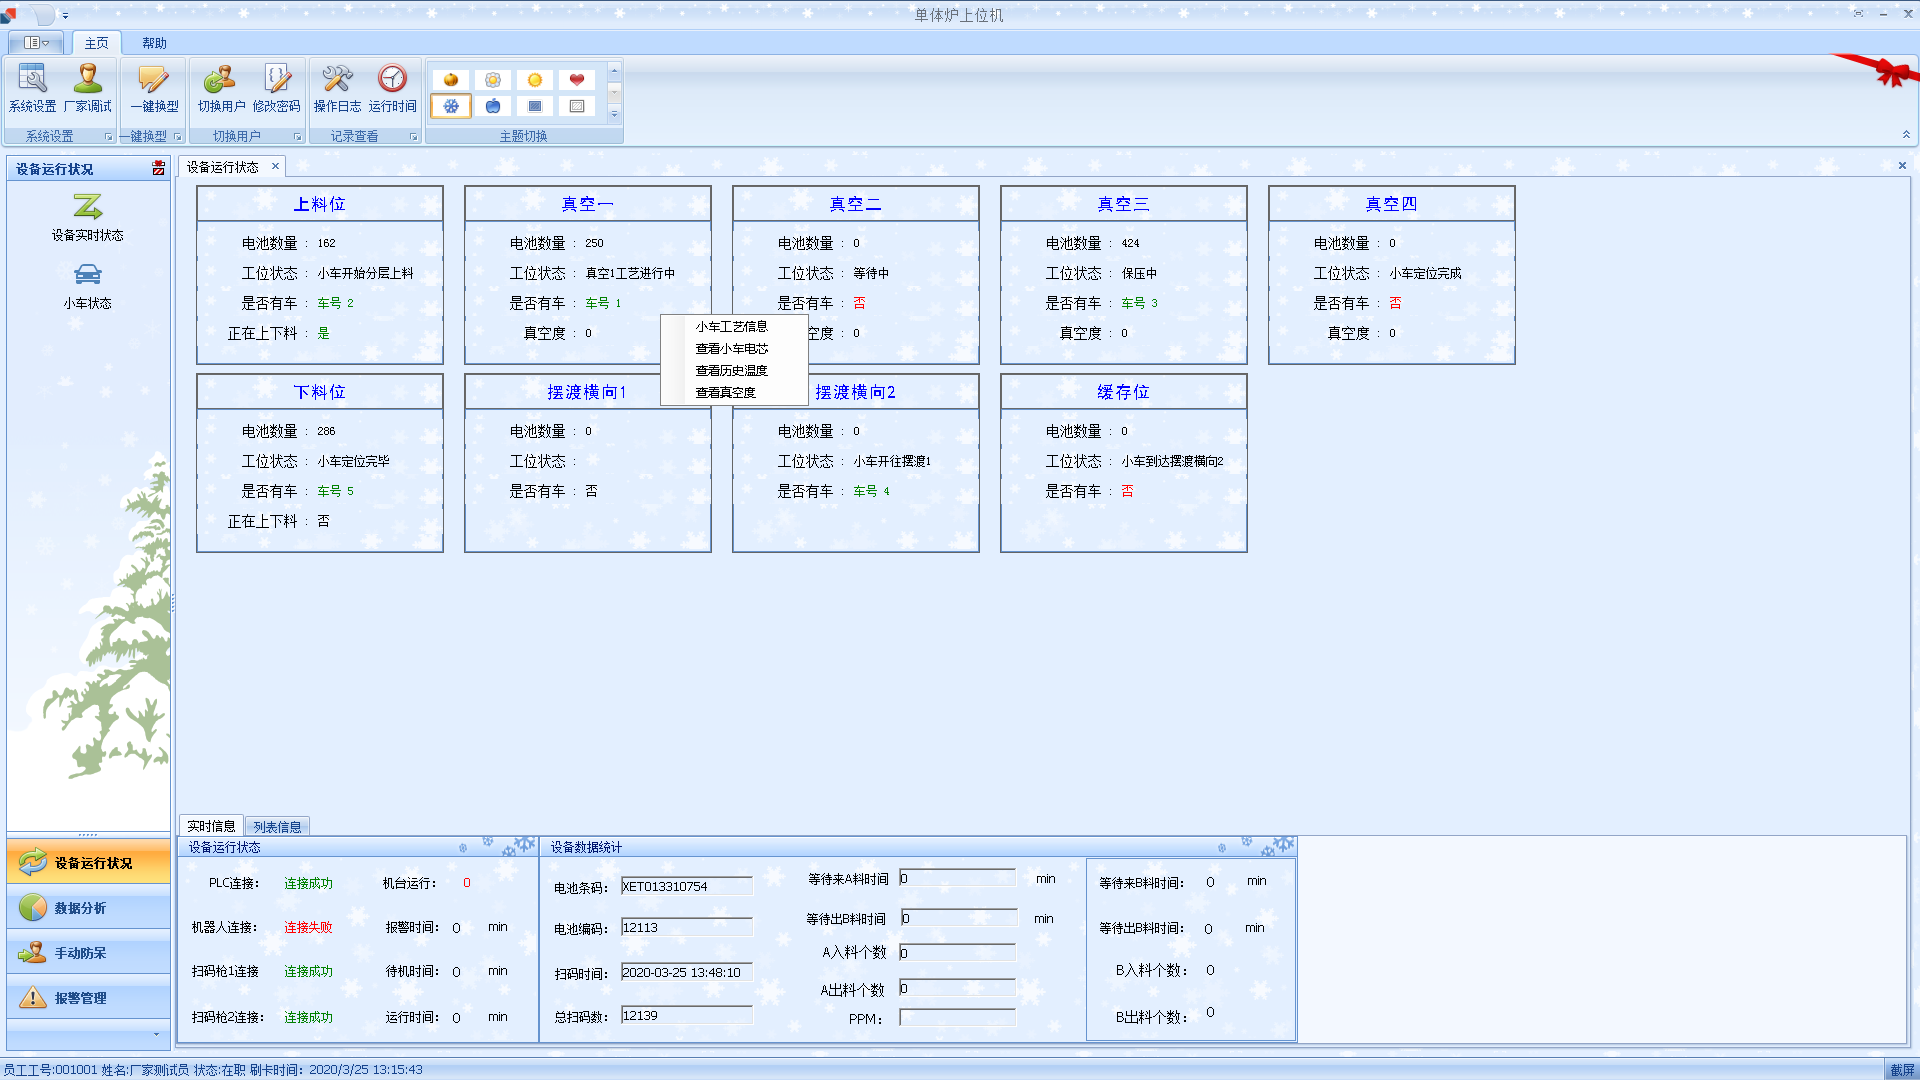 单体炉上位机
主页
帮助
系统设置
厂家调试
一键换型
切换用户
修改密码
操作日志
运行时间
系统设置
一键换型
切换用户
记录查看
主题切换
设备运行状况
设备实时状态
小车状态
设备运行状态
上料位
电池数量 : 162
工位状态 : 小车开始分层上料
是否有车 : 车号 2
正在上下料 : 是
真空一
电池数量 : 250
工位状态 : 真空1工艺进行中
是否有车 : 车号 1
真空度 : 0
真空二
电池数量 : 0
工位状态 : 等待中
是否有车 : 否
空度 : 0
真空三
电池数量 : 424
工位状态 : 保压中
是否有车 : 车号 3
真空度 : 0
真空四
电池数量 : 0
工位状态 : 小车定位完成
是否有车 : 否
真空度 : 0
小车工艺信息
查看小车电芯
查看历史温度
查看真空度
下料位
电池数量 : 286
工位状态 : 小车定位完毕
是否有车 : 车号 5
正在上下料 : 否
摆渡横向1
电池数量 : 0
工位状态 :
是否有车 : 否
摆渡横向2
电池数量 : 0
工位状态 : 小车开往摆渡1
是否有车 : 车号 4
缓存位
电池数量 : 0
工位状态 : 小车到达摆渡横向2
是否有车 : 否
设备运行状况
数据分析
手动防呆
报警管理
实时信息
列表信息
设备运行状态
PLC连接: 连接成功
机台运行: 0
机器人连接: 连接失败
报警时间: 0 min
扫码枪1连接 连接成功
待机时间: 0 min
扫码枪2连接: 连接成功
运行时间: 0 min
设备数据统计
电池条码: XET013310754
电池编码: 12113
扫码时间: 2020-03-25 13:48:10
总扫码数: 12139
等待来A料时间 0 min
等待出B料时间 0 min
A入料个数 0
A出料个数 0
PPM:
等待来B料时间: 0 min
等待出B料时间: 0 min
B入料个数: 0
B出料个数: 0
员工工号:001001 姓名:厂家测试员 状态:在职 刷卡时间: 2020/3/25 13:15:43
截屏